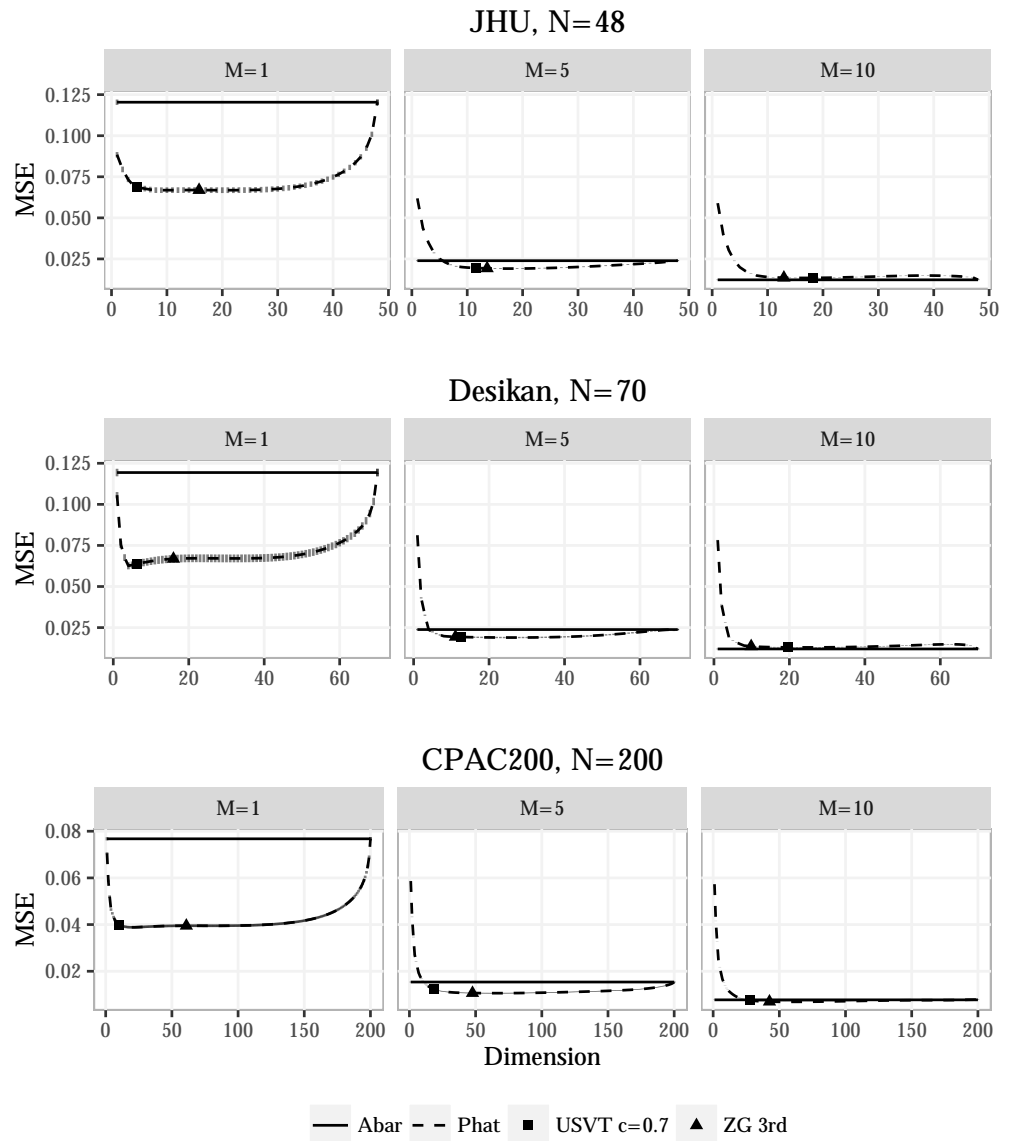 JHU, N=48
M=1 M=5 M=10
MSE
0.125
0.100
0.075
0.050
0.025
0 10 20 30 40 50 0 10 20 30 40 50 0 10 20 30 40 50
Desikan, N=70
M=1 M=5 M=10
MSE
0.125
0.100
0.075
0.050
0.025
0 20 40 60 0 20 40 60 0 20 40 60
CPAC200, N=200
M=1 M=5 M=10
MSE
0.08
0.06
0.04
0.02
0 50 100 150 200 0 50 100 150 200 0 50 100 150 200
Dimension
Abar Phat USVT c=0.7 ZG 3rd